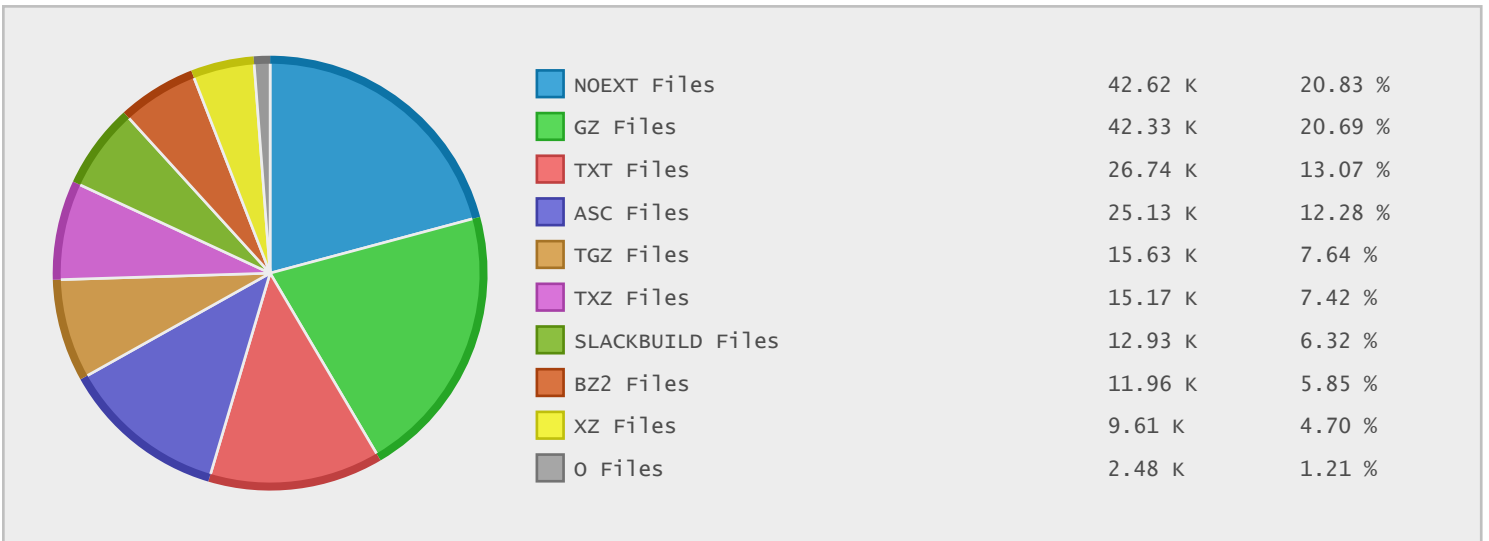 NOEXT Files 42.62 K 20.83 %
GZ Files 42.33 K 20.69 %
TXT Files 26.74 K 13.07 %
ASC Files 25.13 K 12.28 %
TGZ Files 15.63 K 7.64 %
TXZ Files 15.17 K 7.42 %
SLACKBUILD Files 12.93 K 6.32 %
BZ2 Files 11.96 K 5.85 %
XZ Files 9.61 K 4.70 %
O Files 2.48 K 1.21 %